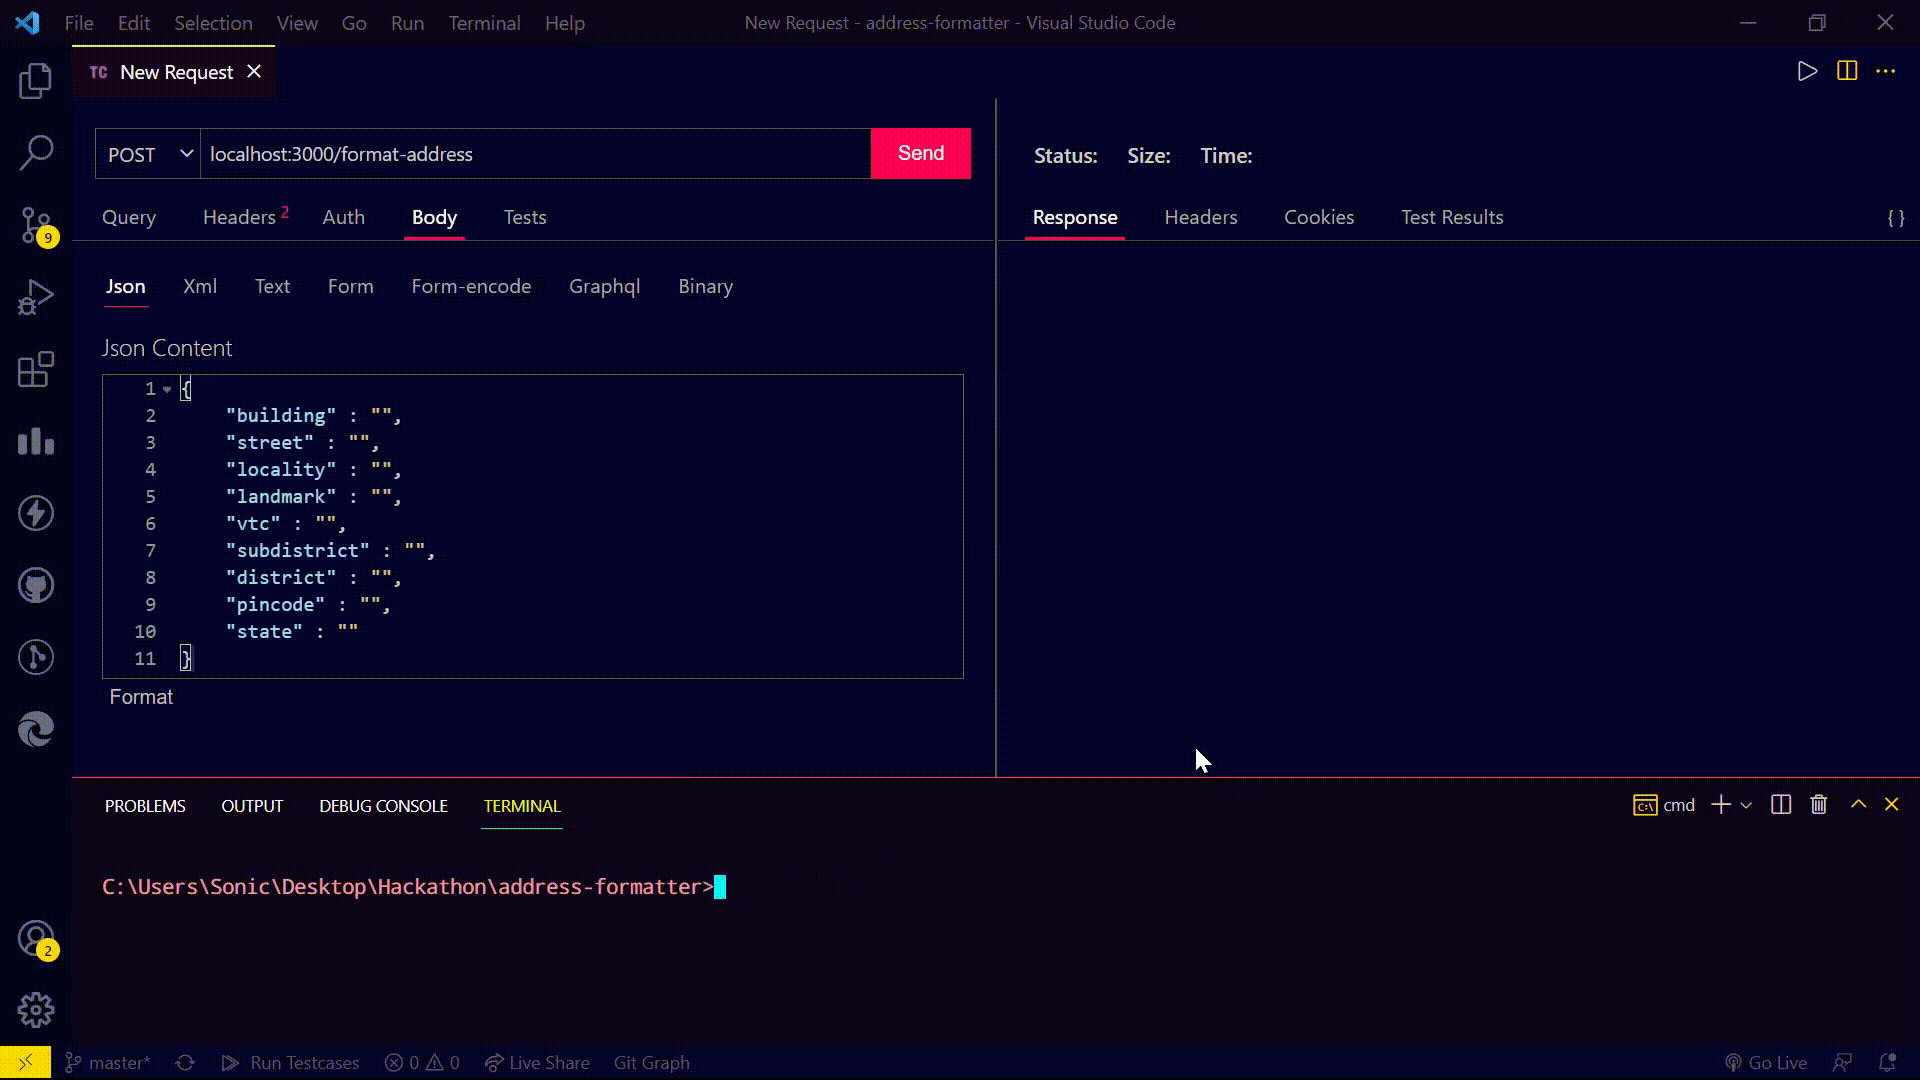 File Edit Selection View Go Run Terminal Help New Request - address-formatter - Visual Studio Code
TC New Request
POST localhost:3000/format-address Send
Status: Size: Time:
Query Headers 2 Auth Body Tests
Response Headers Cookies Test Results {}
9
Json Xml Text Form Form-encode Graphql Binary
Json Content
1 {
2 "building" : "",
3 "street" : "",
4 "locality" : "",
5 "landmark" : "",
6 "vtc" : "",
7 "subdistrict" : "",
8 "district" : "",
9 "pincode" : "",
10 "state" : ""
11 }
Format
PROBLEMS OUTPUT DEBUG CONSOLE TERMINAL cmd
C:\Users\Sonic\Desktop\Hackathon\address-formatter>
2
master* Run Testcases 0 0 Live Share Git Graph Go Live